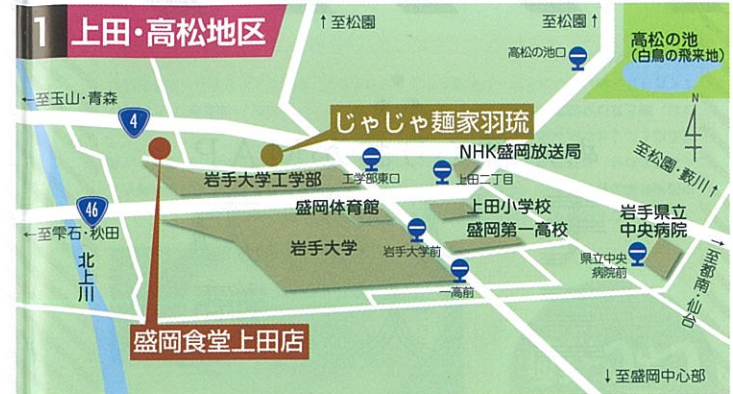 1 上田・高松地区
↑至松園
至松園↑
高松の池口
高松の池
(白鳥の飛来地)
←至玉山・青森
4
じゃじゃ麺家羽琉
N
NHK盛岡放送局
至松園・藪川↑
岩手大学工学部
工学部東口
上田二丁目
46
盛岡体育館
上田小学校
盛岡第一高校
岩手県立
中央病院
←至雫石・秋田
岩手大学
岩手大学前
県立中央
病院前
→至都南・仙台
北上川
一高前
盛岡食堂上田店
↓至盛岡中心部